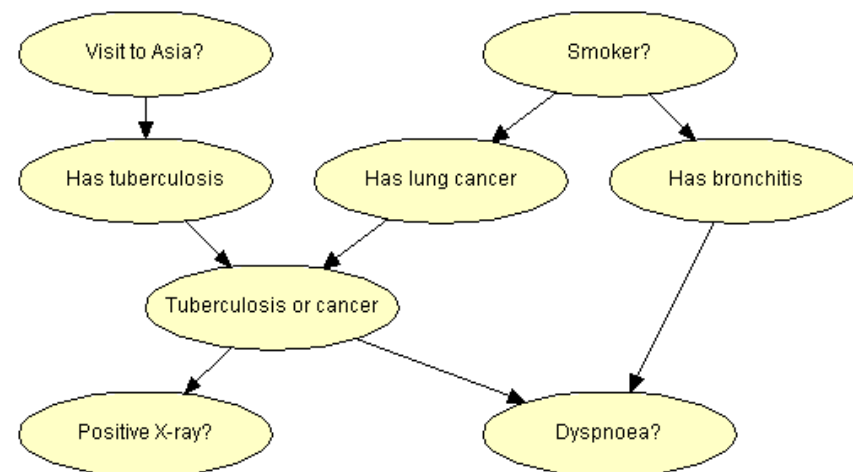 Visit to Asia?
Smoker?
Has tuberculosis
Has lung cancer
Has bronchitis
Tuberculosis or cancer
Positive X-ray?
Dyspnoea?